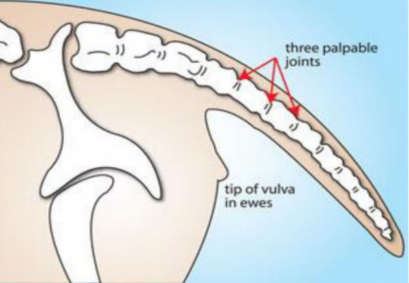 three palpable
joints
tip of vulva
in ewes